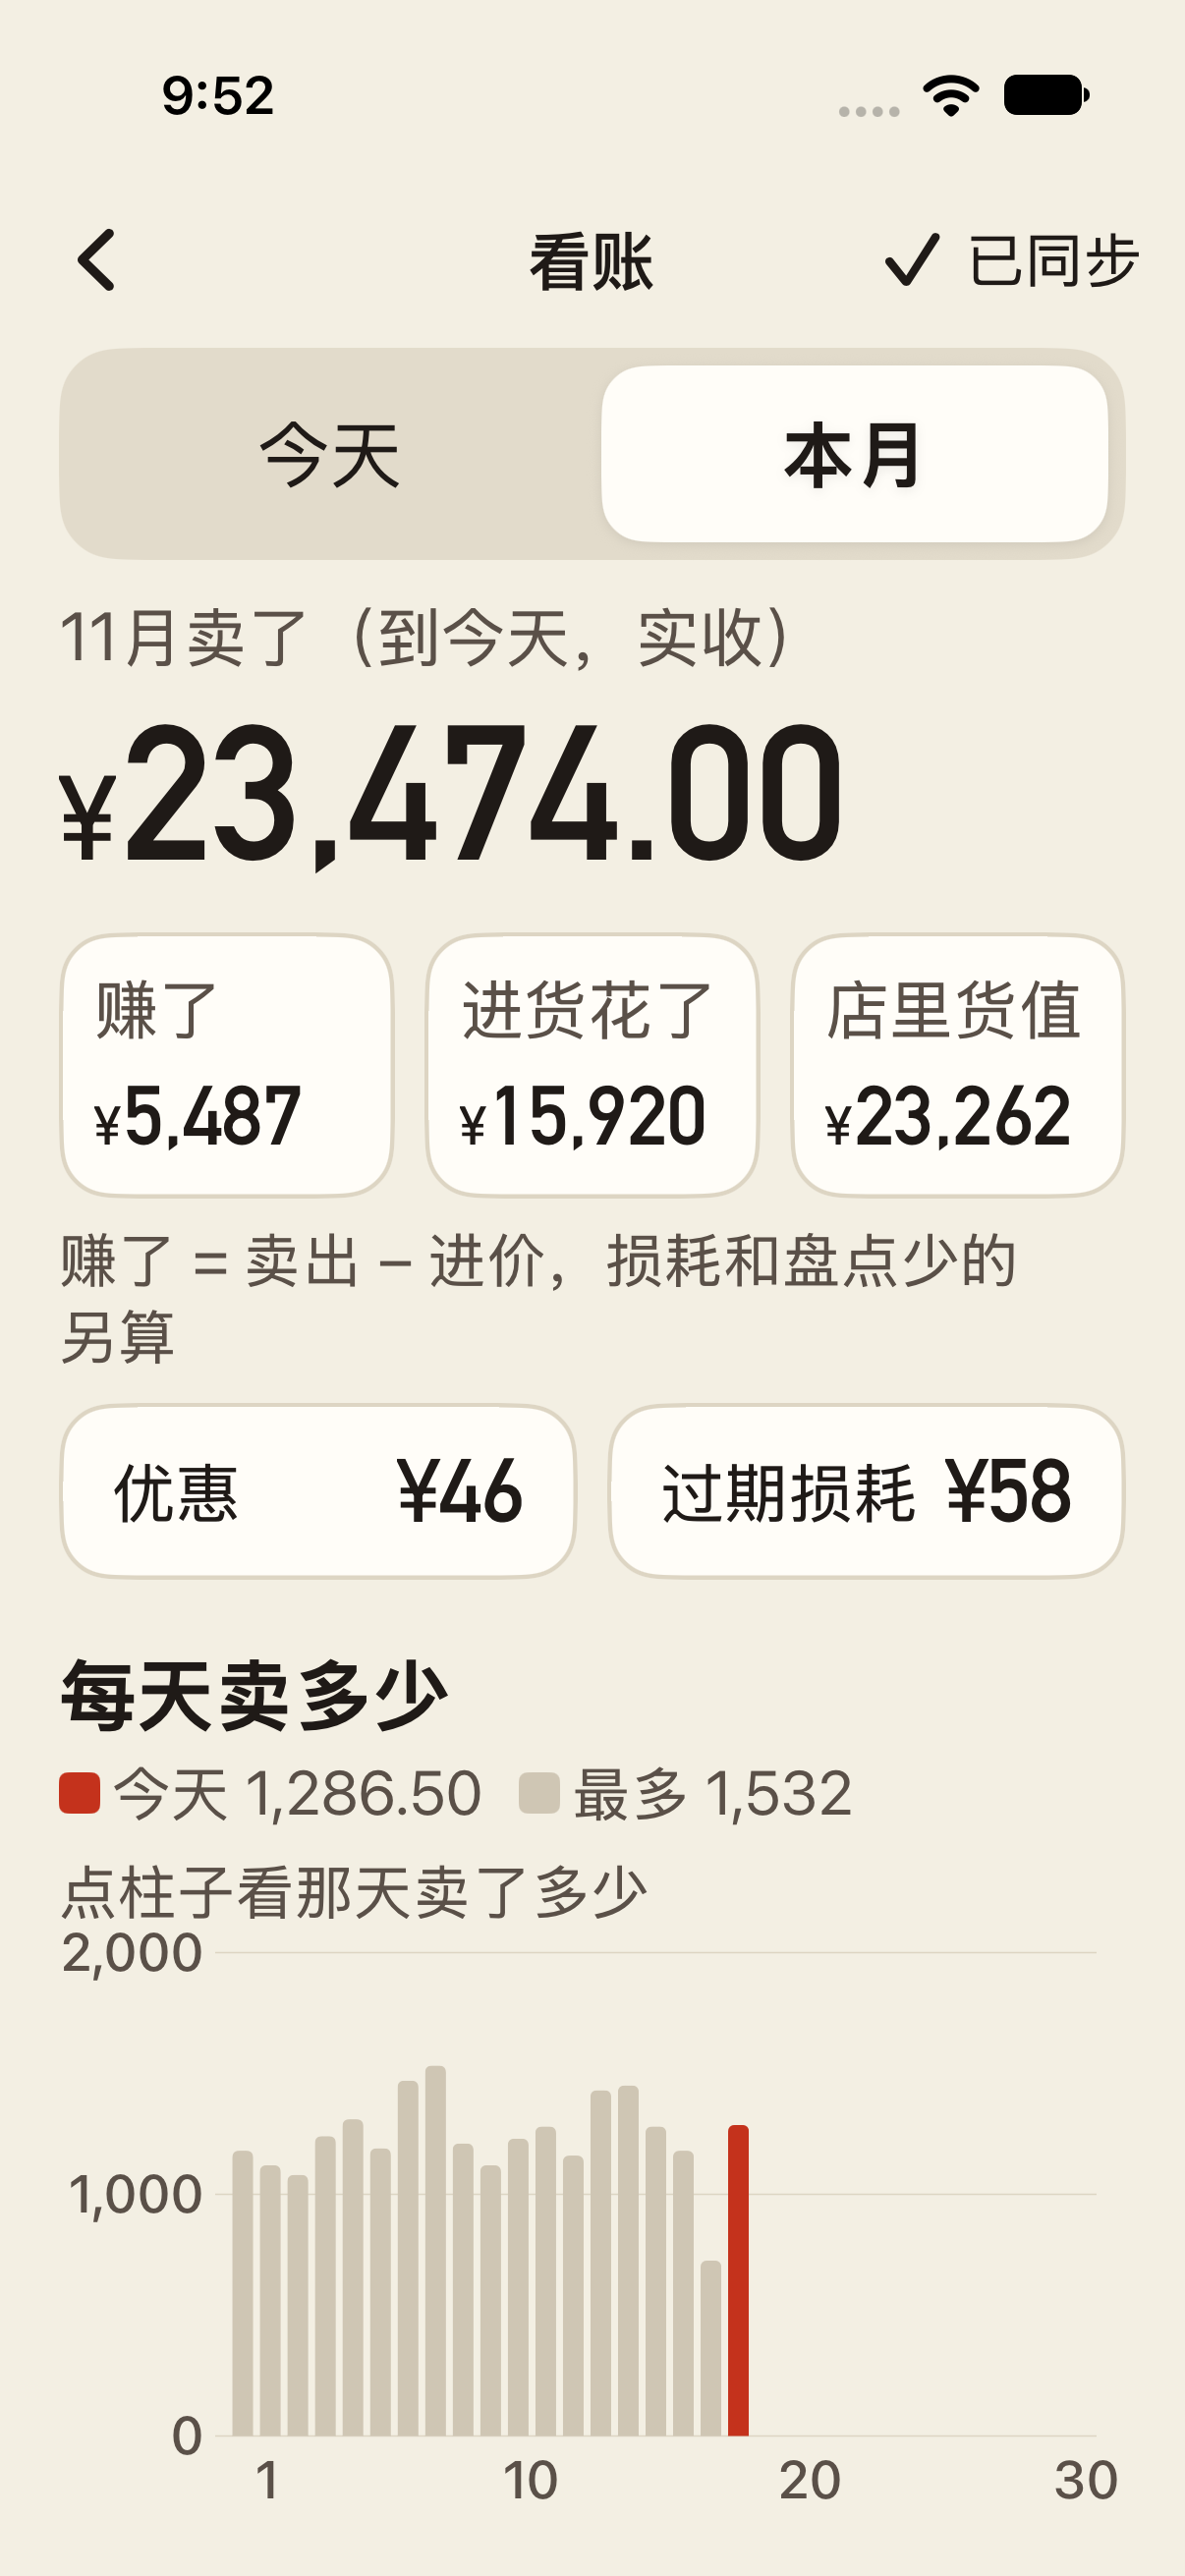 9:52
看账
已同步
今天
本月
11月卖了（到今天，实收）
¥23,474.00
赚了
¥5,487
进货花了
¥15,920
店里货值
¥23,262
赚了 = 卖出 − 进价，损耗和盘点少的
另算
优惠 ¥46
过期损耗 ¥58
每天卖多少
今天 1,286.50 最多 1,532
点柱子看那天卖了多少
2,000
1,000
0
1 10 20 30